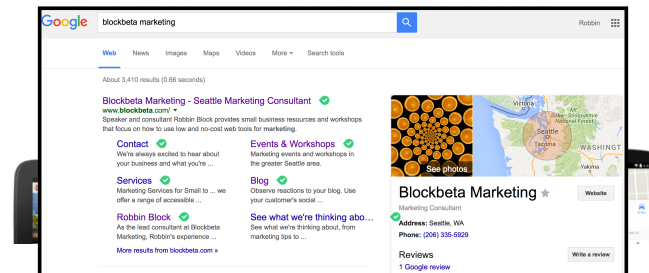 Google
blockbeta marketing
Robbin
Web News Images Maps Videos More Search tools
About 3,410 results (0.66 seconds)
Blockbeta Marketing - Seattle Marketing Consultant
www.blockbeta.com/
Speaker and consultant Robbin Block provides small business resources and workshops
that focus on how to use low and no-cost web tools for marketing.
Contact
We're always excited to hear about
your business and what you're ...
Events & Workshops
Marketing events and workshops in
the greater Seattle area.
Services
Marketing Services for Small to ... we
offer a range of accessible ...
Blog
Observe reactions to your blog. Use
your customer's social ...
Robbin Block
As the lead consultant at Blockbeta
Marketing, Robbin's experience ...
See what we're thinking abo...
See what we're thinking about, from
marketing tips to ...
More results from blockbeta.com »
See photos
Victoria
Mt Baker-Snoqualmie
National Forest
Seattle
Tacoma
WASHINGT
Yakima
Blockbeta Marketing
Website
Marketing Consultant
Address: Seattle, WA
Phone: (206) 335-5929
Reviews
Write a review
1 Google review